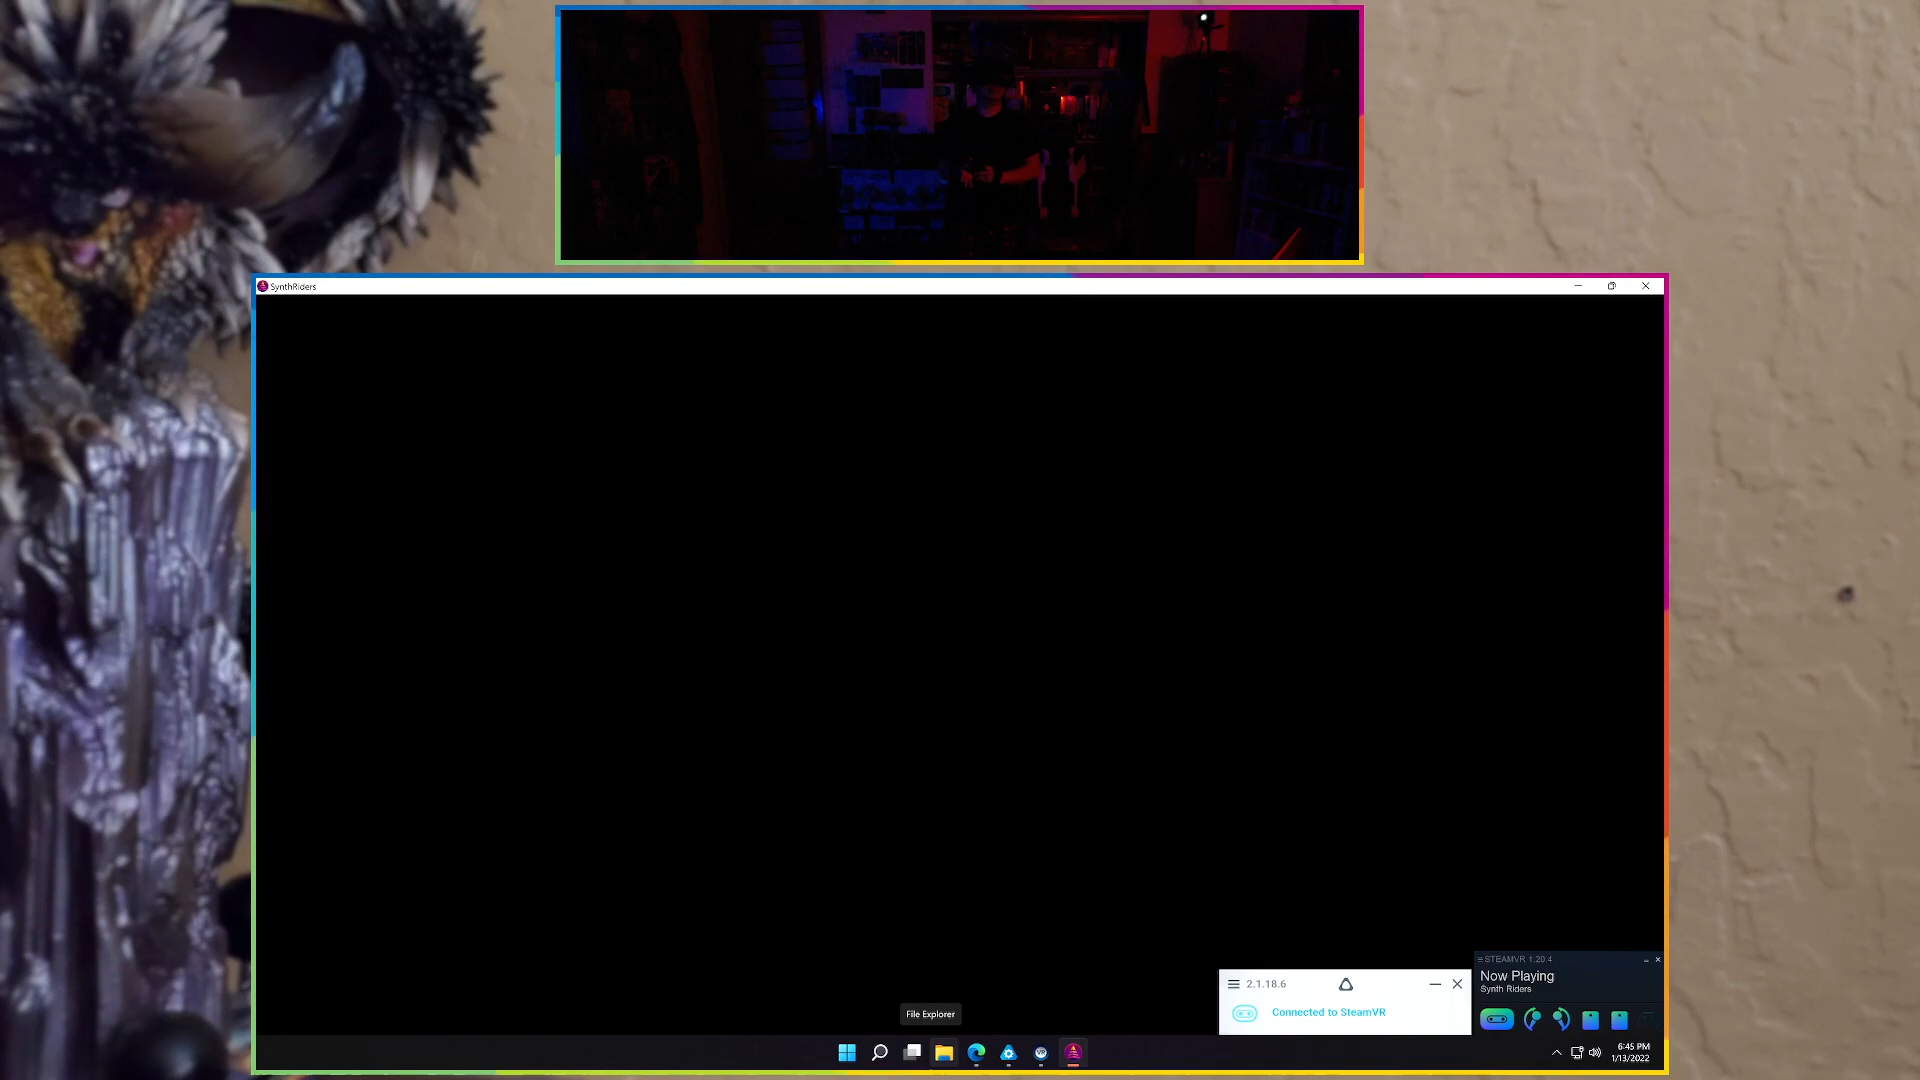 SynthRiders
STEAMVR 1.20.4
Now Playing
Synth Riders
2.1.18.6
Connected to SteamVR
File Explorer
6:45 PM
1/13/2022